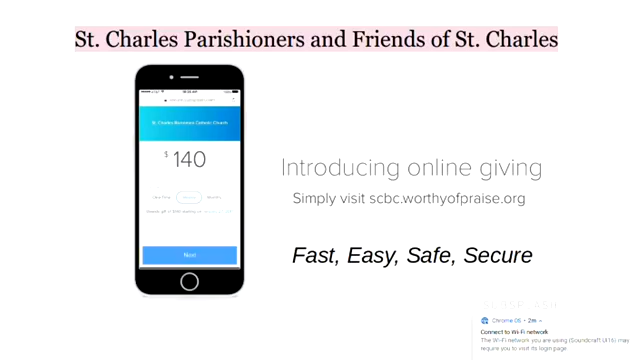 St. Charles Parishioners and Friends of St. Charles
St. Charles Borromeo Catholic Church
$ 140
Next
Introducing online giving
Simply visit scbc.worthyofpraise.org
Fast, Easy, Safe, Secure
Chrome OS • 2m
Connect to Wi-Fi network
The Wi-Fi network you are using (Soundcraft Ui16) may
require you to visit its login page